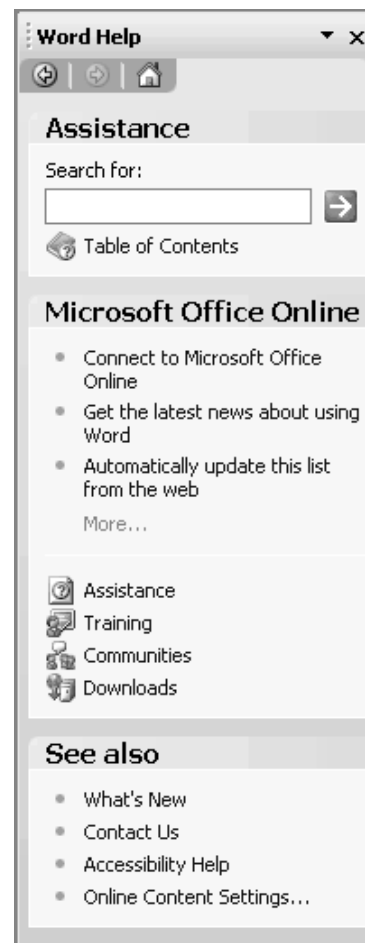 Word Help
Assistance
Search for:
Table of Contents
Microsoft Office Online
Connect to Microsoft Office
Online
Get the latest news about using
Word
Automatically update this list
from the web
More...
Assistance
Training
Communities
Downloads
See also
What's New
Contact Us
Accessibility Help
Online Content Settings...